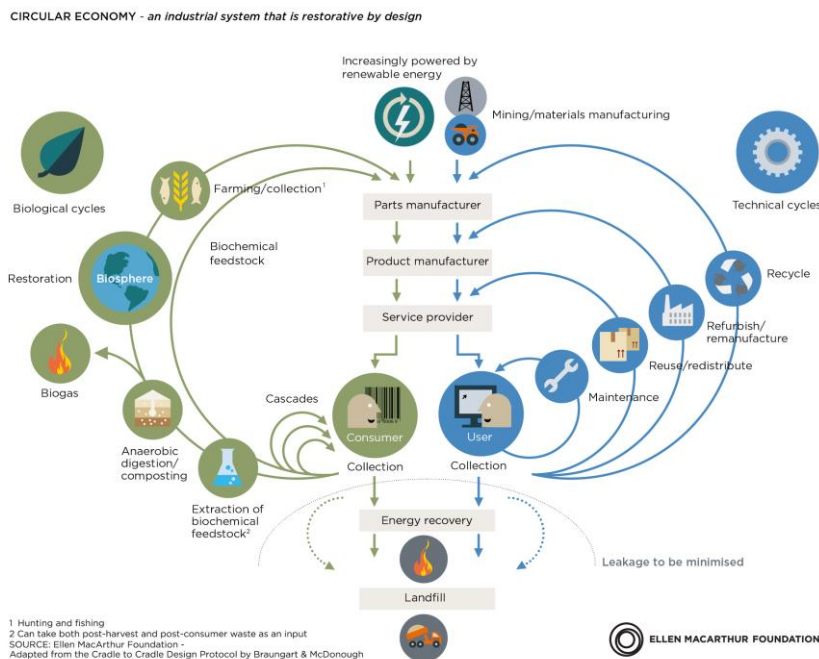 CIRCULAR ECONOMY - an industrial system that is restorative by design
Increasingly powered by
renewable energy
Mining/materials manufacturing
Biological cycles
Technical cycles
Farming/collection¹
Parts manufacturer
Biochemical
feedstock
Restoration
Biosphere
Product manufacturer
Recycle
Service provider
Refurbish/
remanufacture
Biogas
Reuse/redistribute
Cascades
Maintenance
Consumer
User
Anaerobic
digestion/
composting
Collection
Collection
Extraction of
biochemical
feedstock²
Energy recovery
Leakage to be minimised
Landfill
1 Hunting and fishing
2 Can take both post-harvest and post-consumer waste as an input
SOURCE: Ellen MacArthur Foundation -
Adapted from the Cradle to Cradle Design Protocol by Braungart & McDonough
ELLEN MACARTHUR FOUNDATION